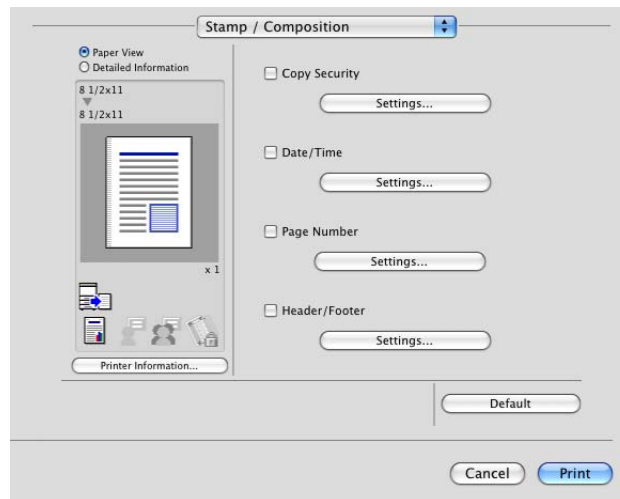 Stamp / Composition
Paper View
Detailed Information
8 1/2x11
8 1/2x11
x 1
Printer Information...
Copy Security
Settings...
Date/Time
Settings...
Page Number
Settings...
Header/Footer
Settings...
Default
Cancel
Print